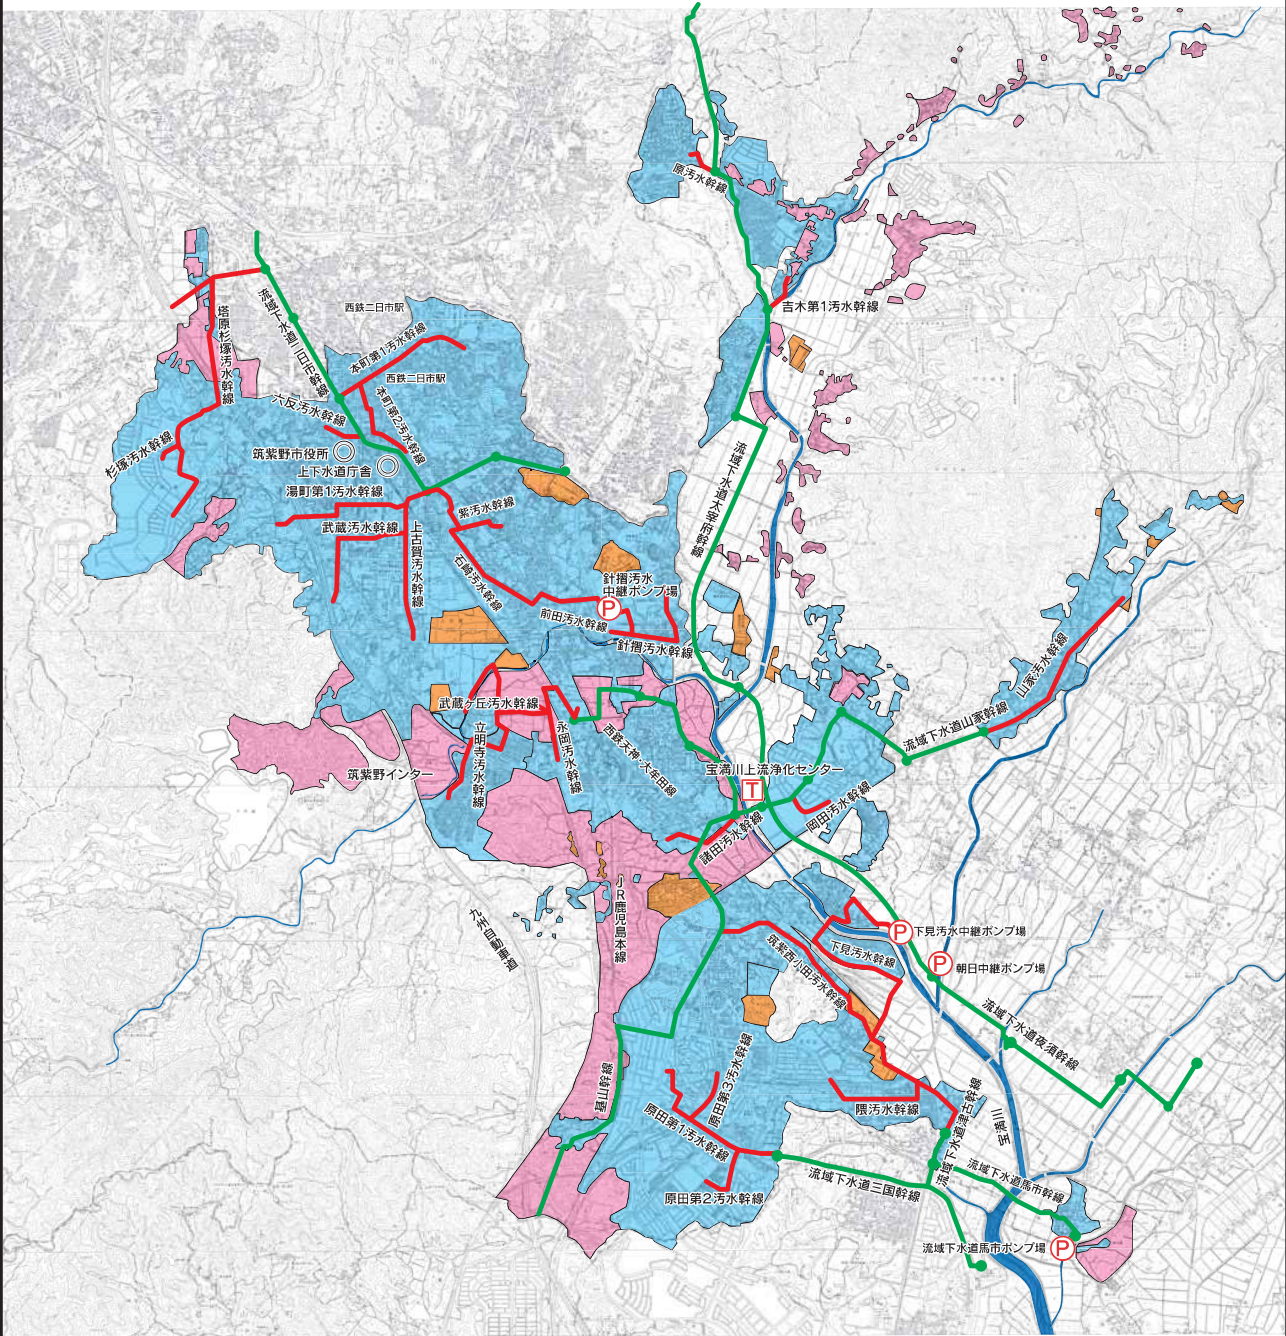 原汚水幹線
吉木第1汚水幹線
塔原杉塚汚水幹線
流域下水道二日市幹線
西鉄二日市駅
本町第1汚水幹線
西鉄二日市駅
本町第2汚水幹線
六反汚水幹線
杉塚汚水幹線
筑紫野市役所
上下水道庁舎
湯町第1汚水幹線
武蔵汚水幹線
上古賀汚水幹線
紫汚水幹線
石崎汚水幹線
流域下水道太宰府幹線
針摺汚水
中継ポンプ場
P
前田汚水幹線
針摺汚水幹線
山家汚水幹線
流域下水道山家幹線
武蔵ヶ丘汚水幹線
立明寺汚水幹線
永岡汚水幹線
西鉄天神・大牟田線
筑紫野インター
宝満川上流浄化センター
T
岡田汚水幹線
諸田汚水幹線
JR鹿児島本線
九州自動車道
筑紫西小田汚水幹線
下見汚水幹線
P
下見汚水中継ポンプ場
P
朝日中継ポンプ場
流域下水道夜須幹線
基山幹線
原田第3汚水幹線
原田第1汚水幹線
原田第2汚水幹線
隈汚水幹線
流域下水道津古幹線
宝満川
流域下水道三国幹線
流域下水道馬市幹線
流域下水道馬市ポンプ場
P